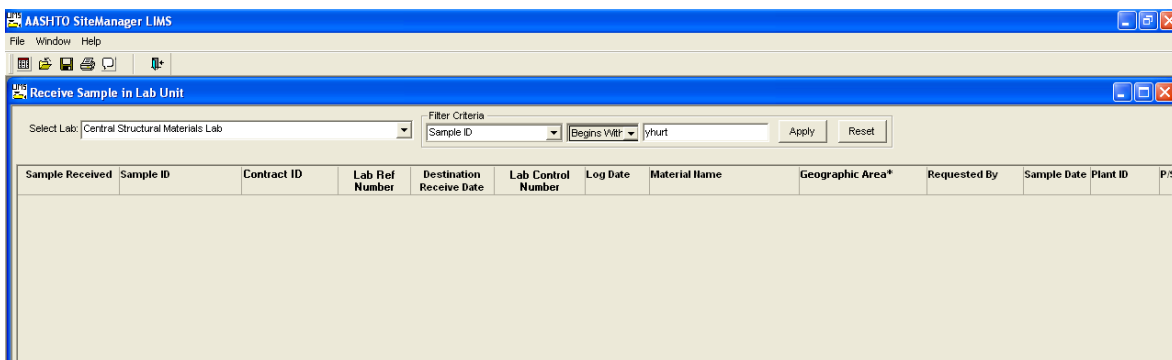 AASHTO SiteManager LIMS
File Window Help
Receive Sample in Lab Unit
Select Lab: Central Structural Materials Lab
Filter Criteria
Sample ID Begins With yhurt Apply Reset
Sample Received Sample ID Contract ID Lab Ref Number Destination Receive Date Lab Control Number Log Date Material Name Geographic Area* Requested By Sample Date Plant ID